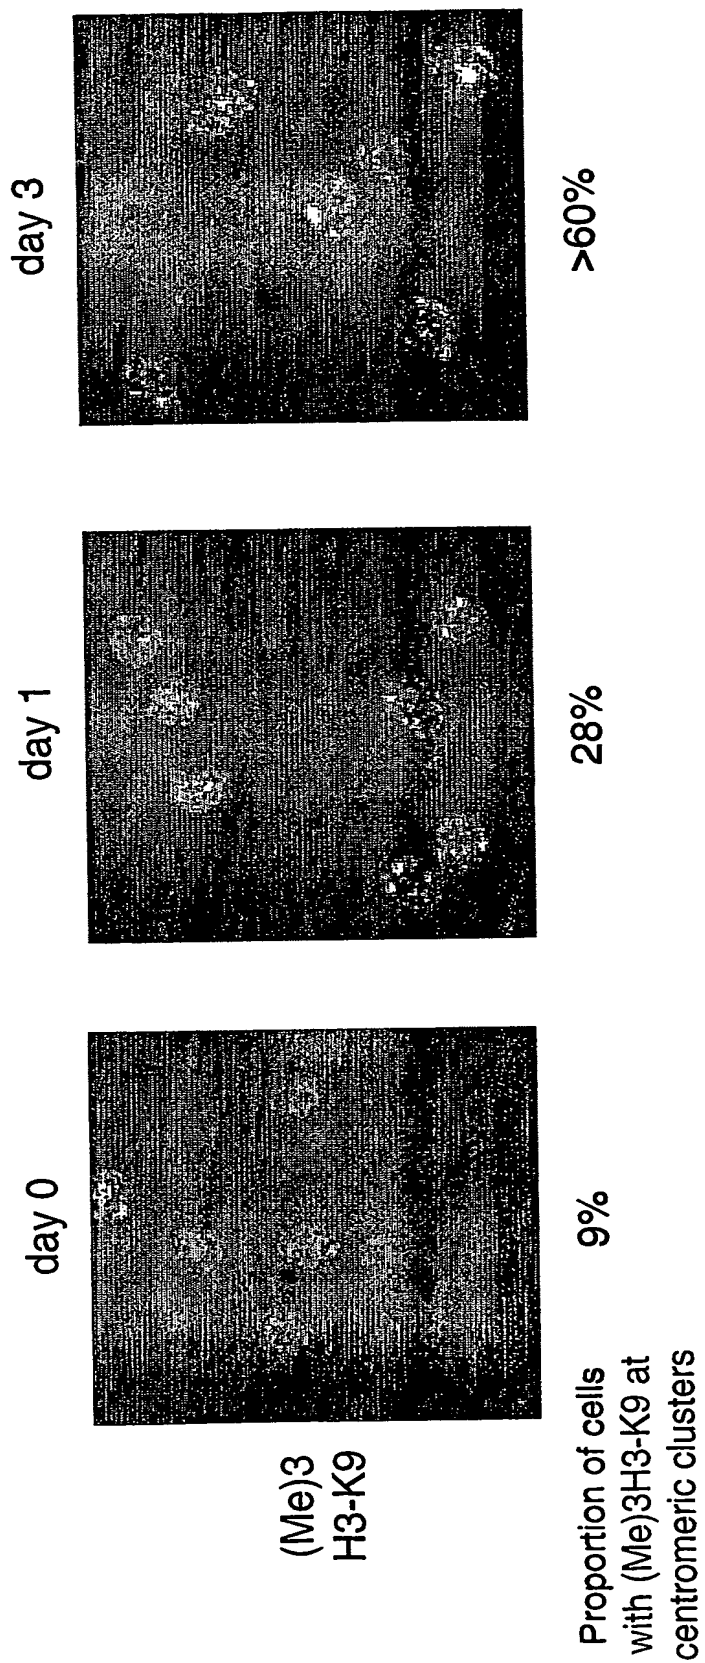 day 0
day 1
day 3
(Me)3
H3-K9
Proportion of cells
with (Me)3H3-K9 at
centromeric clusters
9%
28%
>60%